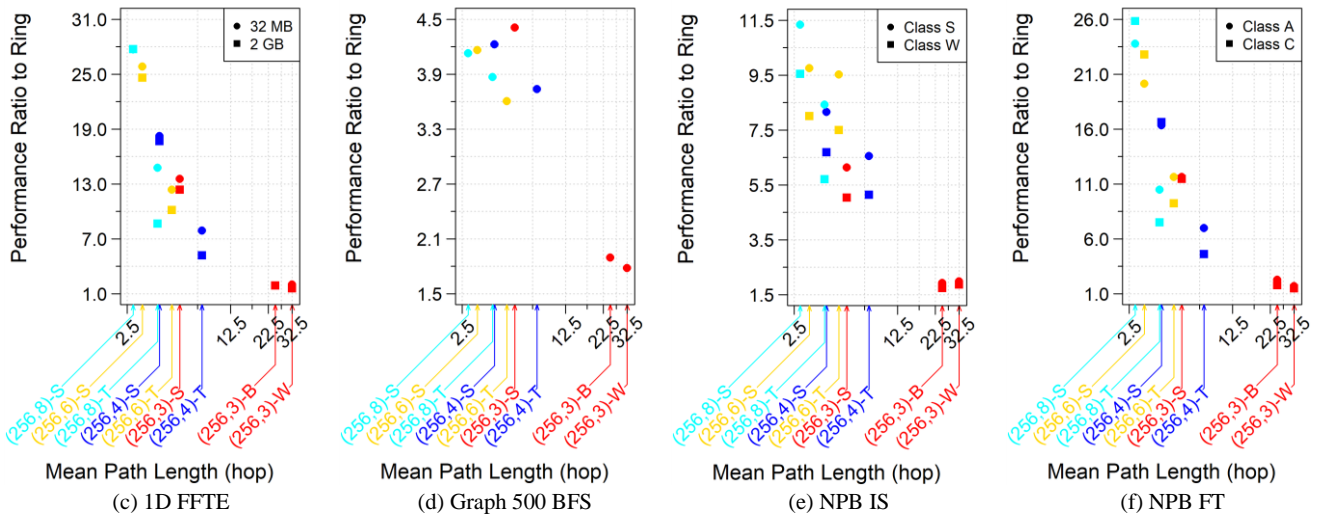 Performance Ratio to Ring
31.0
25.0
19.0
13.0
7.0
1.0
32 MB
2 GB
2.5
12.5
22.5
32.5
(256,8)-S
(256,6)-S
(256,8)-T
(256,4)-S
(256,6)-T
(256,3)-S
(256,4)-T
(256,3)-B
(256,3)-W
Mean Path Length (hop)
(c) 1D FFTE
Performance Ratio to Ring
4.5
3.9
3.3
2.7
2.1
1.5
2.5
12.5
22.5
32.5
(256,8)-S
(256,6)-S
(256,8)-T
(256,4)-S
(256,6)-T
(256,3)-S
(256,4)-T
(256,3)-B
(256,3)-W
Mean Path Length (hop)
(d) Graph 500 BFS
Performance Ratio to Ring
11.5
9.5
7.5
5.5
3.5
1.5
Class S
Class W
2.5
12.5
22.5
32.5
(256,8)-S
(256,6)-S
(256,8)-T
(256,4)-S
(256,6)-T
(256,3)-S
(256,4)-T
(256,3)-B
(256,3)-W
Mean Path Length (hop)
(e) NPB IS
Performance Ratio to Ring
26.0
21.0
16.0
11.0
6.0
1.0
Class A
Class C
2.5
12.5
22.5
32.5
(256,8)-S
(256,6)-S
(256,8)-T
(256,4)-S
(256,6)-T
(256,3)-S
(256,4)-T
(256,3)-B
(256,3)-W
Mean Path Length (hop)
(f) NPB FT